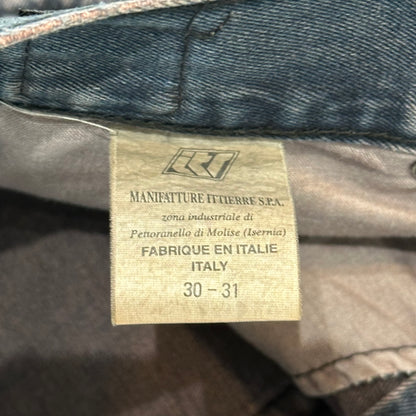 MANIFATTURE ITTIERRE S.P.A.
zona industriale di
Pettoranello di Molise (Isernia)
FABRIQUE EN ITALIE
ITALY
30 - 31